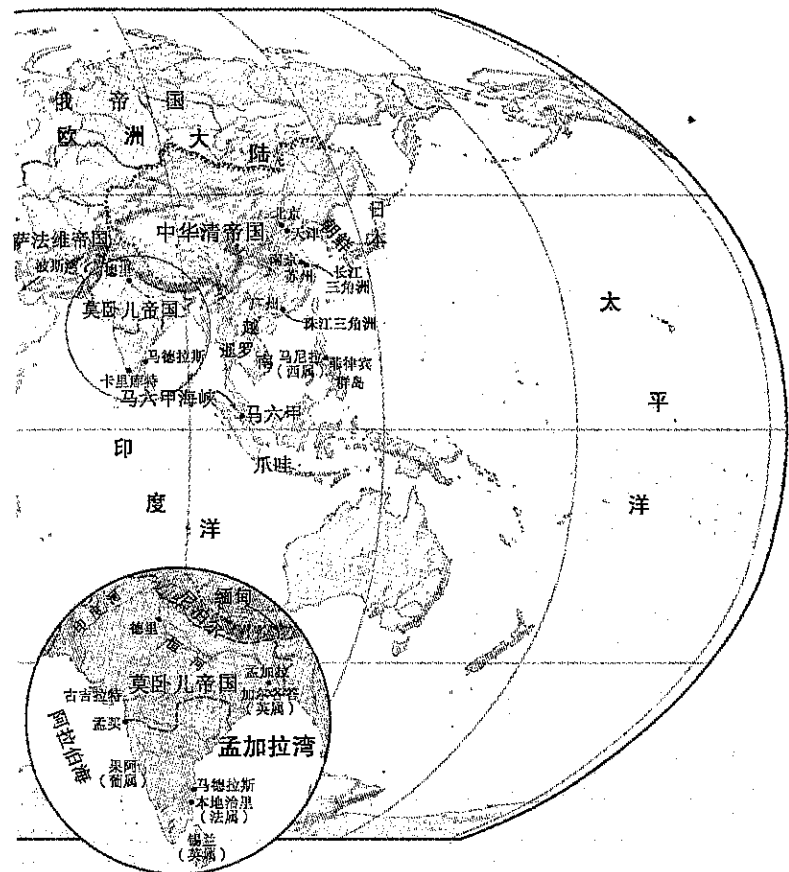 俄帝国
欧洲大陆
日本
北京
天津
朝鲜
中华清帝国
萨法维帝国
南京
苏州
长江
三角洲
德里
莫卧儿帝国
广州
珠江三角洲
越南
暹罗
马尼拉
(西属)
菲律宾
群岛
马德拉斯
卡里库特
马六甲海峡
马六甲
爪哇
太平洋
印度洋
缅甸
印度河
德里
恒河
莫卧儿帝国
孟加拉
加尔各答
(英属)
古吉拉特
孟买
阿拉伯海
孟加拉湾
果阿
(葡属)
马德拉斯
本地治里
(法属)
锡兰
(英属)